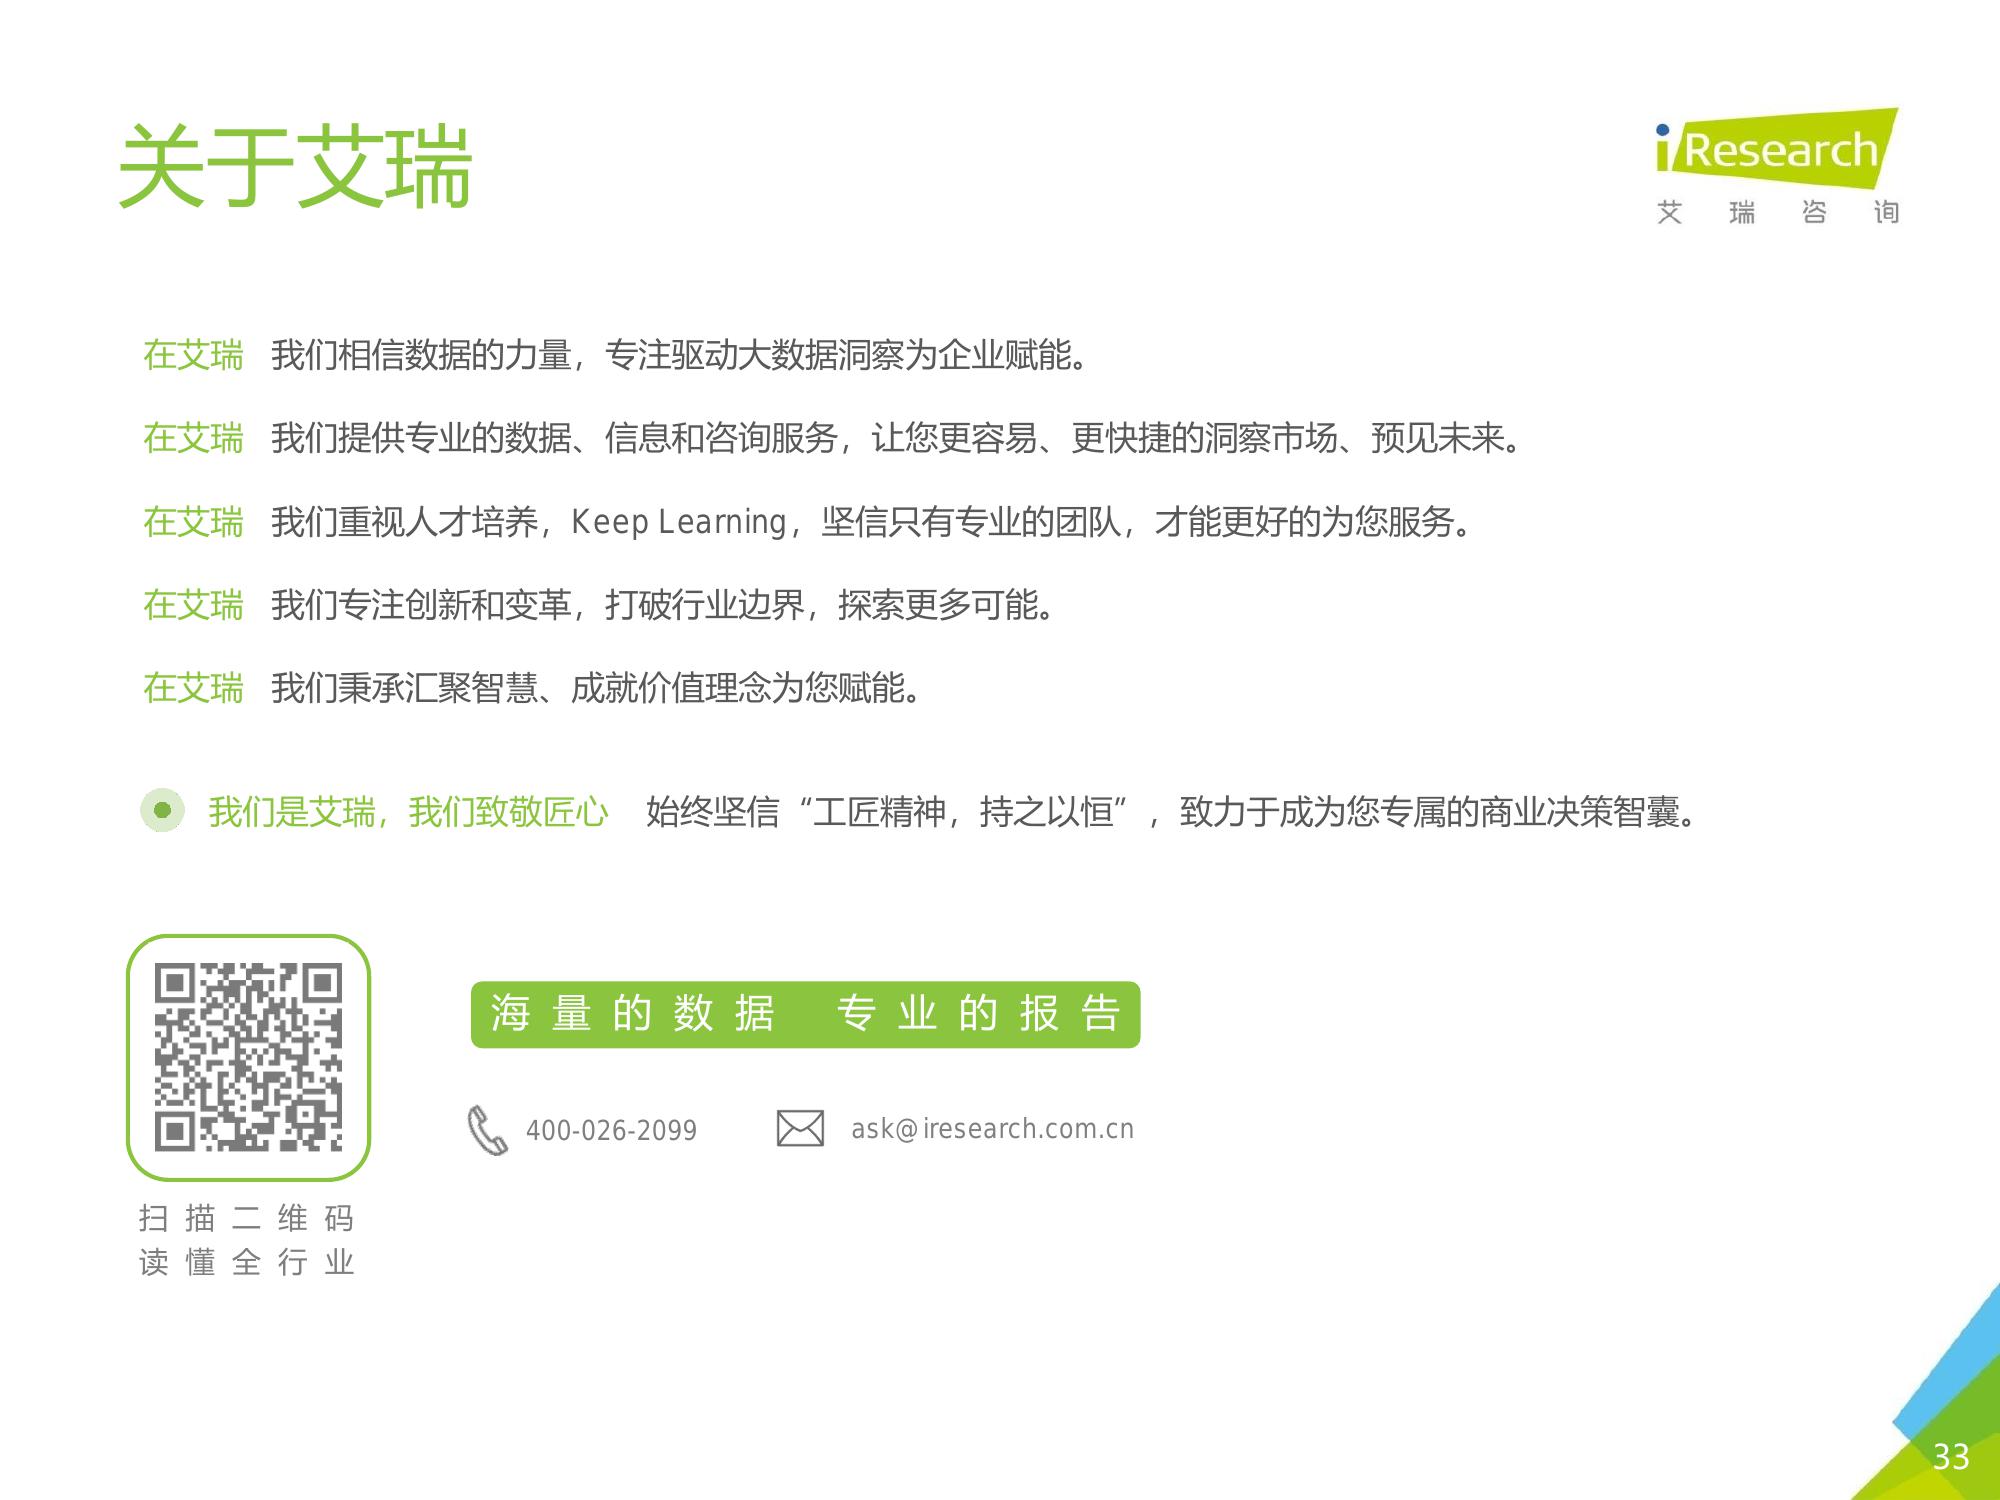 关于艾瑞
iResearch
艾瑞咨询
在艾瑞 我们相信数据的力量，专注驱动大数据洞察为企业赋能。
在艾瑞 我们提供专业的数据、信息和咨询服务，让您更容易、更快捷的洞察市场、预见未来。
在艾瑞 我们重视人才培养，Keep Learning，坚信只有专业的团队，才能更好的为您服务。
在艾瑞 我们专注创新和变革，打破行业边界，探索更多可能。
在艾瑞 我们秉承汇聚智慧、成就价值理念为您赋能。
我们是艾瑞，我们致敬匠心 始终坚信“工匠精神，持之以恒”，致力于成为您专属的商业决策智囊。
海量的数据 专业的报告
400-026-2099 ask@iresearch.com.cn
扫描二维码
读懂全行业
33